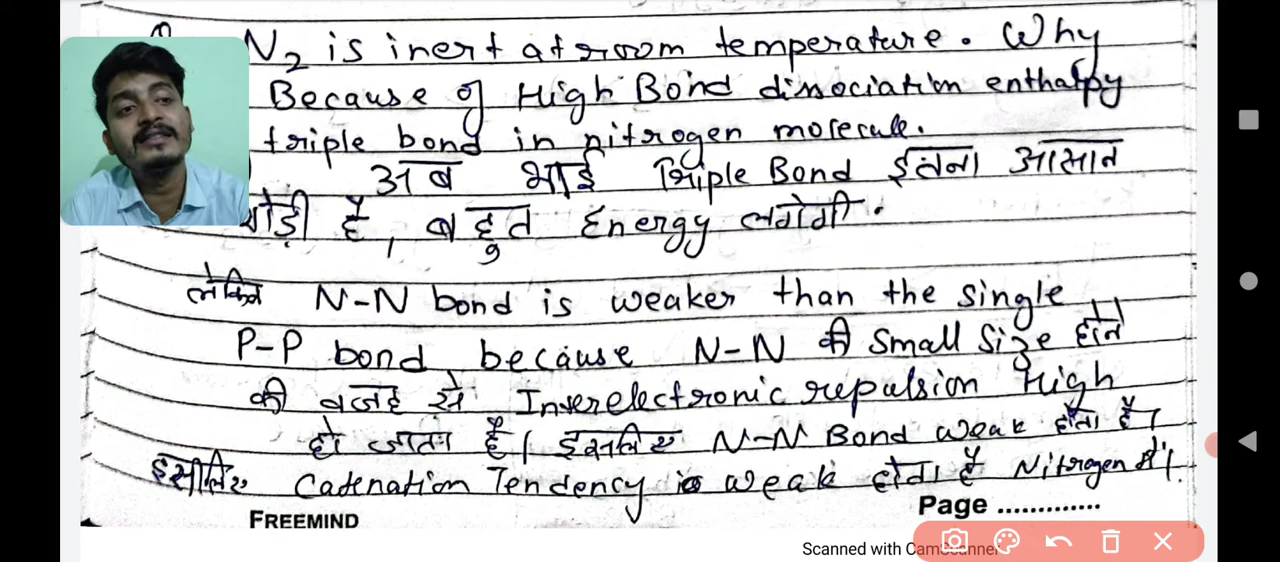 N2 is inert at room temperature. Why
Because of High Bond dissociation enthalpy
triple bond in nitrogen molecule.
अब भाई triple Bond इतना आसान
थोड़ी है, बहुत Energy लगेगी.
लेकिन N-N bond is weaker than the single
P-P bond because N-N की small size होने
की वजह से Inverelectronic repulsion High
हो जाता है। इसलिए N-N Bond weak होता है।
इसीलिए Catenation Tendency weak होता है Nitrogen में।
Page .............
FREEMIND
Scanned with CamScanner